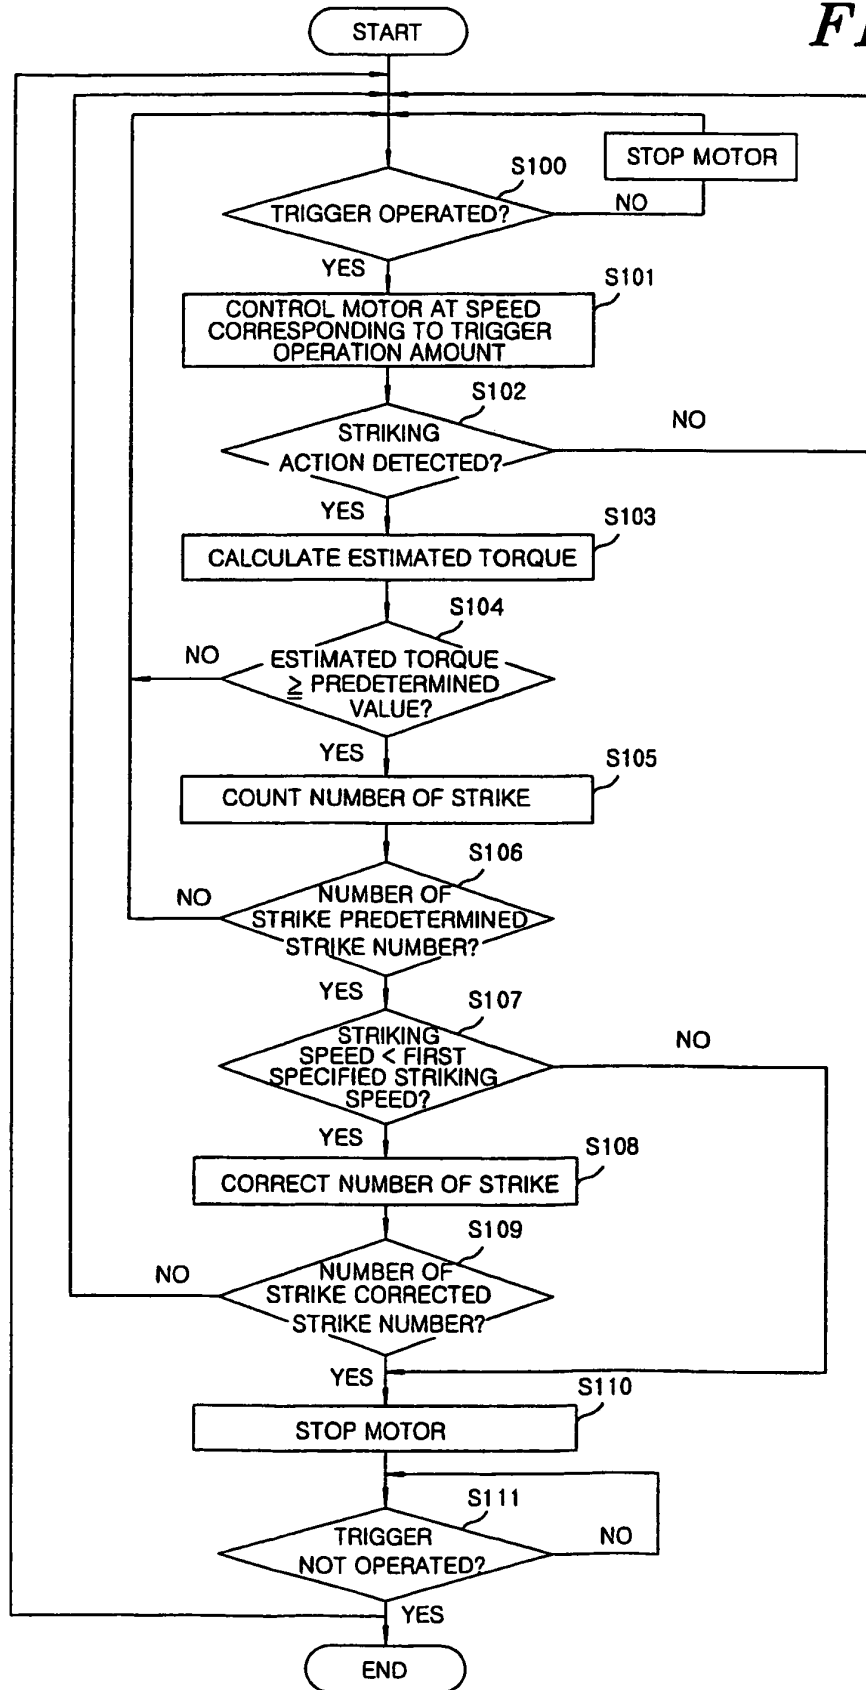 START
STOP MOTOR
S100
TRIGGER OPERATED?
NO
YES
S101
CONTROL MOTOR AT SPEED
CORRESPONDING TO TRIGGER
OPERATION AMOUNT
S102
STRIKING
ACTION DETECTED?
NO
YES
S103
CALCULATE ESTIMATED TORQUE
S104
ESTIMATED TORQUE
≧ PREDETERMINED
VALUE?
NO
YES
S105
COUNT NUMBER OF STRIKE
S106
NUMBER OF
STRIKE PREDETERMINED
STRIKE NUMBER?
NO
YES
S107
STRIKING
SPEED < FIRST
SPECIFIED STRIKING
SPEED?
NO
YES
S108
CORRECT NUMBER OF STRIKE
S109
NUMBER OF
STRIKE CORRECTED
STRIKE NUMBER?
NO
YES
S110
STOP MOTOR
S111
TRIGGER
NOT OPERATED?
NO
YES
END